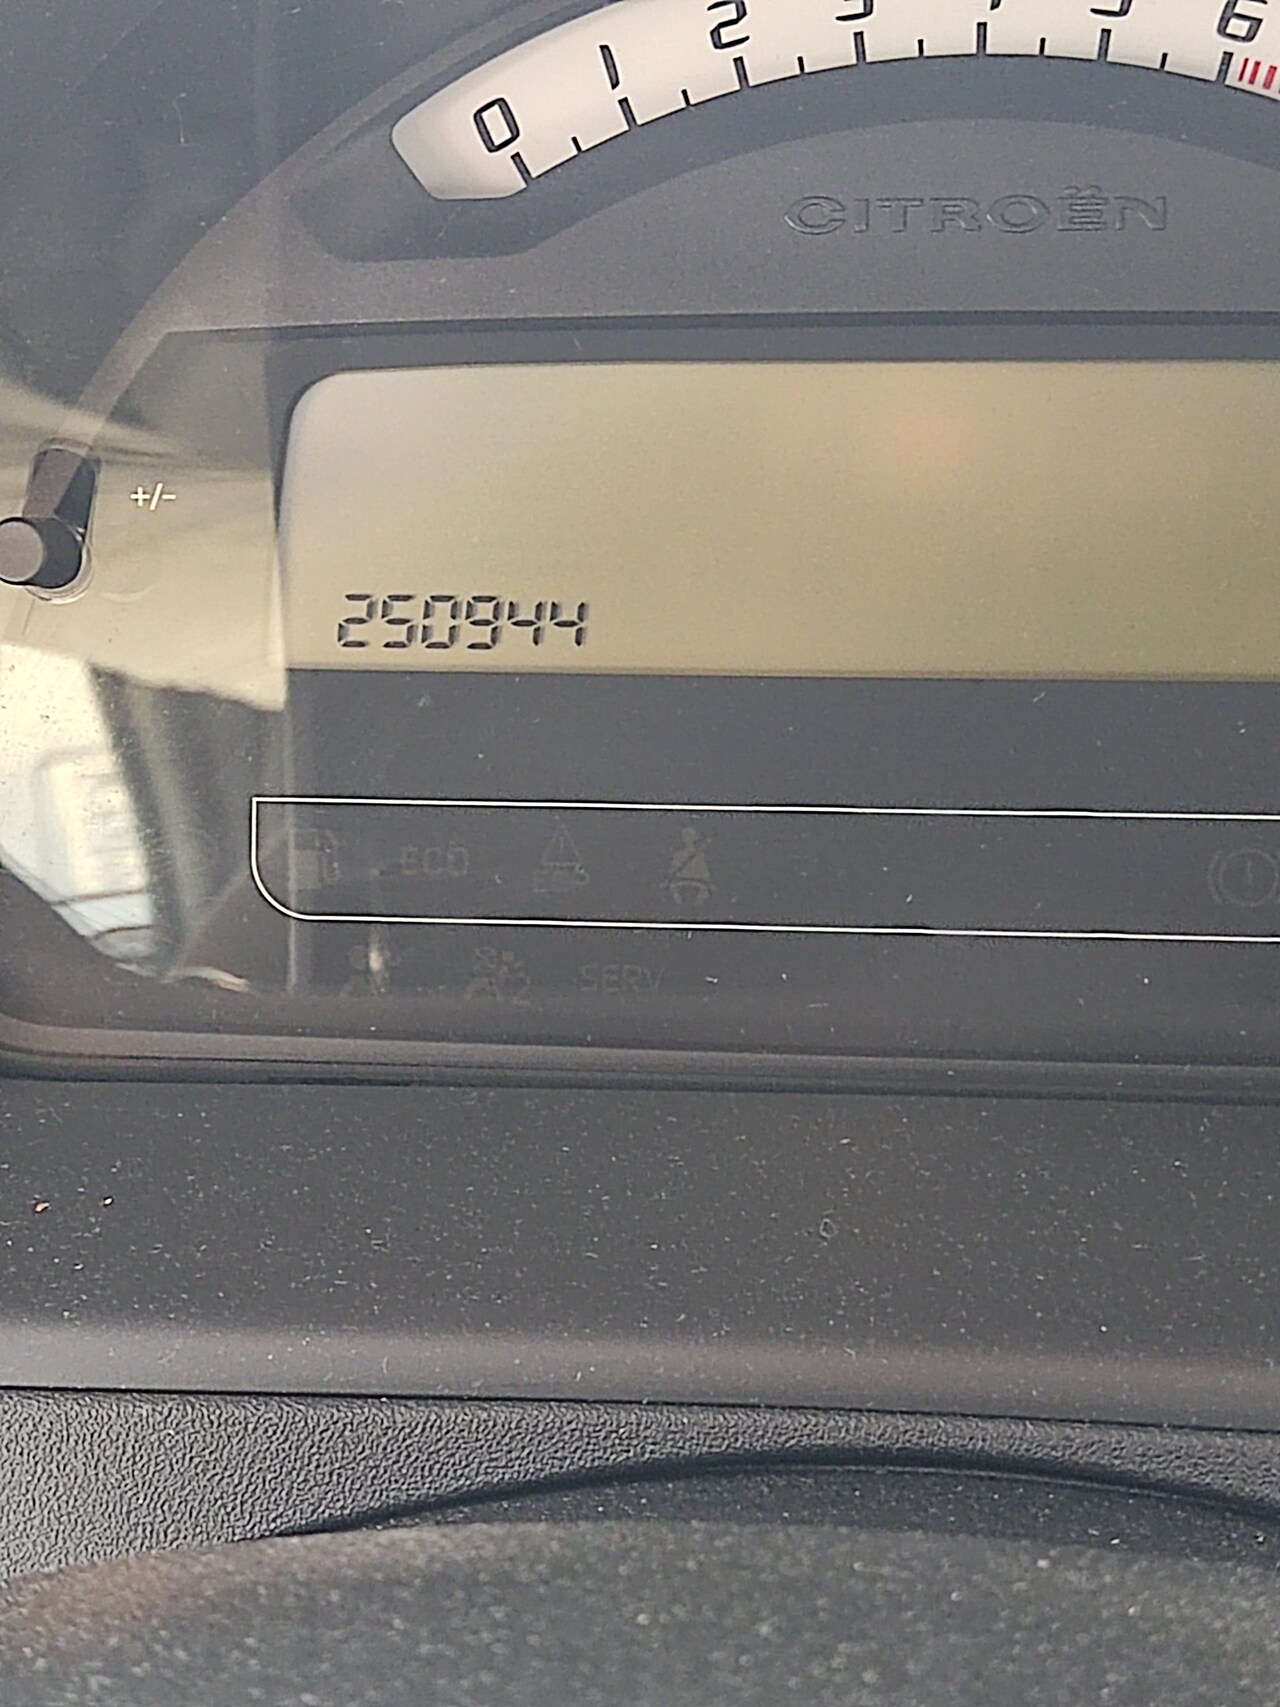 0 1 2 3 4 5 6
CITROËN
+/-
250944
ECO
SERV